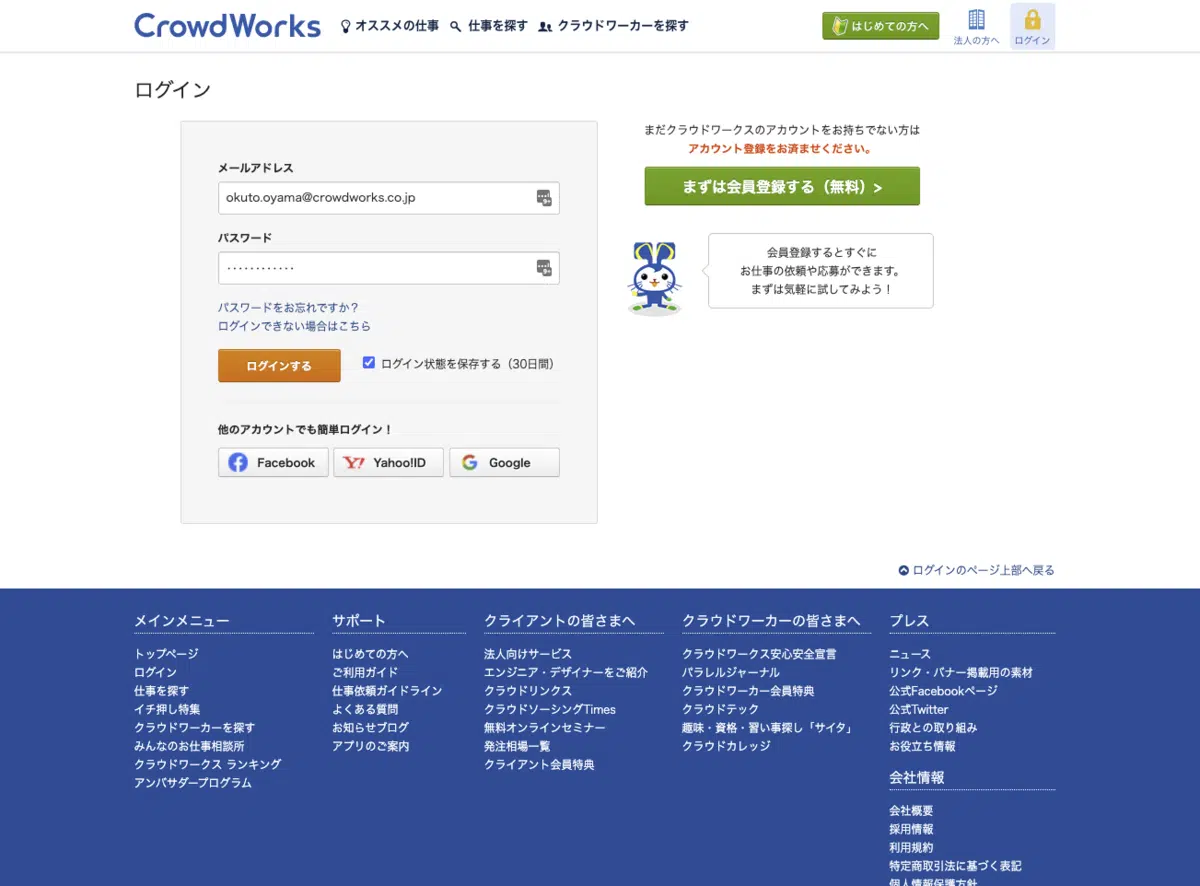 CrowdWorks
オススメの仕事 仕事を探す クラウドワーカーを探す
はじめての方へ
法人の方へ
ログイン
ログイン
メールアドレス
okuto.oyama@crowdworks.co.jp
パスワード
............
パスワードをお忘れですか？
ログインできない場合はこちら
ログインする
ログイン状態を保存する（30日間）
他のアカウントでも簡単ログイン！
Facebook
Yahoo!ID
Google
まだクラウドワークスのアカウントをお持ちでない方は
アカウント登録をお済ませください。
まずは会員登録する（無料）>
会員登録するとすぐに
お仕事の依頼や応募ができます。
まずは気軽に試してみよう！
ログインのページ上部へ戻る
メインメニュー
トップページ
ログイン
仕事を探す
イチ押し特集
クラウドワーカーを探す
みんなのお仕事相談所
クラウドワークス ランキング
アンバサダープログラム
サポート
はじめての方へ
ご利用ガイド
仕事依頼ガイドライン
よくある質問
お知らせブログ
アプリのご案内
クライアントの皆さまへ
法人向けサービス
エンジニア・デザイナーをご紹介
クラウドリンクス
クラウドソーシングTimes
無料オンラインセミナー
発注相場一覧
クライアント会員特典
クラウドワーカーの皆さまへ
クラウドワークス安心安全宣言
パラレルジャーナル
クラウドワーカー会員特典
クラウドテック
趣味・資格・習い事探し「サイタ」
クラウドカレッジ
プレス
ニュース
リンク・バナー掲載用の素材
公式Facebookページ
公式Twitter
行政との取り組み
お役立ち情報
会社情報
会社概要
採用情報
利用規約
特定商取引法に基づく表記
個人情報保護方針